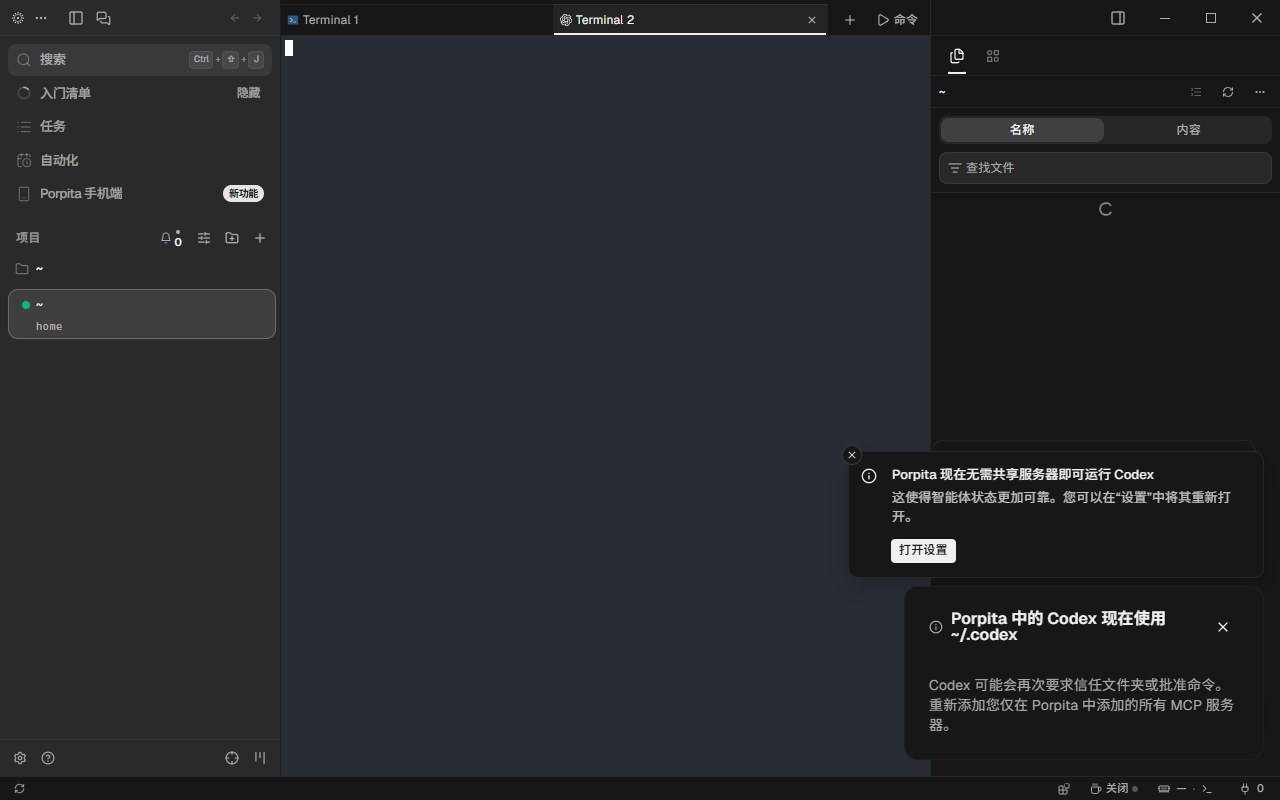 Terminal 1
Terminal 2
命令
搜索
Ctrl + ⇧ + J
入门清单
隐藏
任务
自动化
Porpita 手机端
新功能
项目
0
~
~
home
~
名称
内容
查找文件
Porpita 现在无需共享服务器即可运行 Codex
这使得智能体状态更加可靠。您可以在“设置”中将其重新打
开。
打开设置
Porpita 中的 Codex 现在使用
~/.codex
Codex 可能会再次要求信任文件夹或批准命令。
重新添加您仅在 Porpita 中添加的所有 MCP 服务
器。
关闭
— ·
0